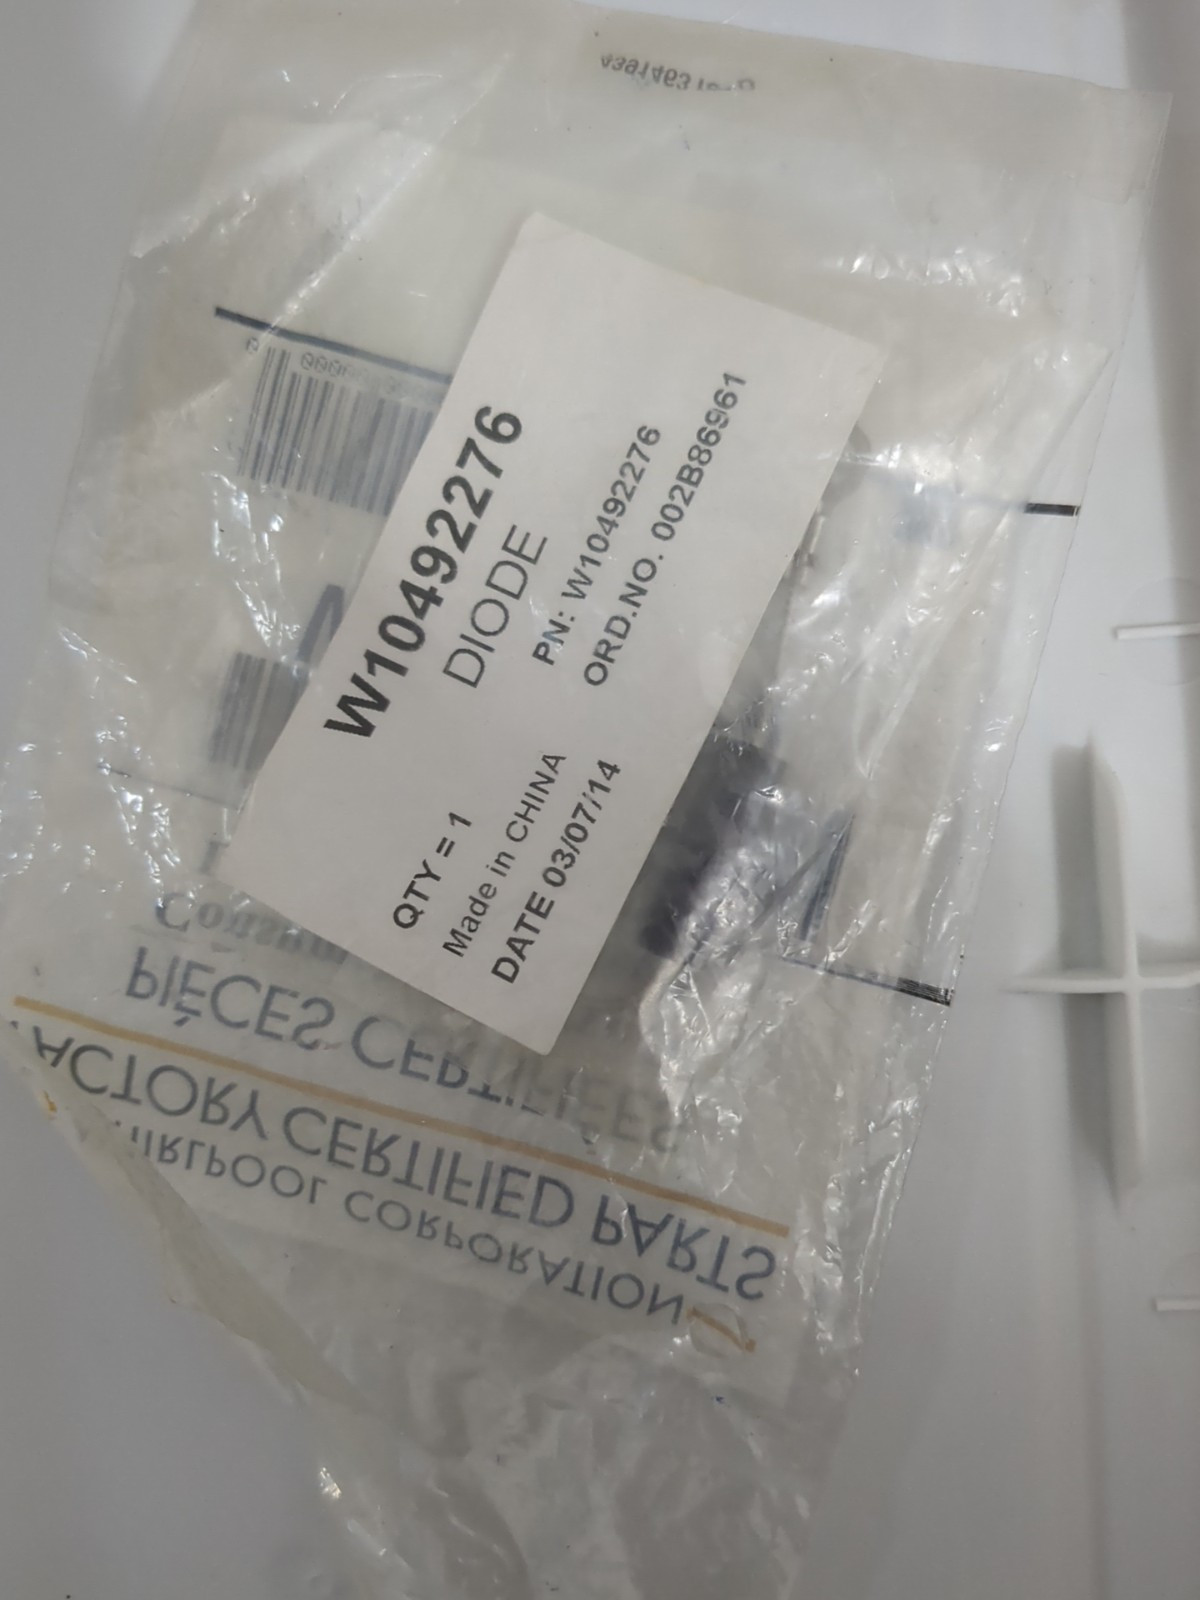 W10492276
DIODE
PN: W10492276
ORD.NO. 002B86961
QTY = 1
Made in CHINA
DATE 03/07/14
PIÈCES CERTIFIÉES
FACTORY CERTIFIED PARTS
WHIRLPOOL CORPORATION